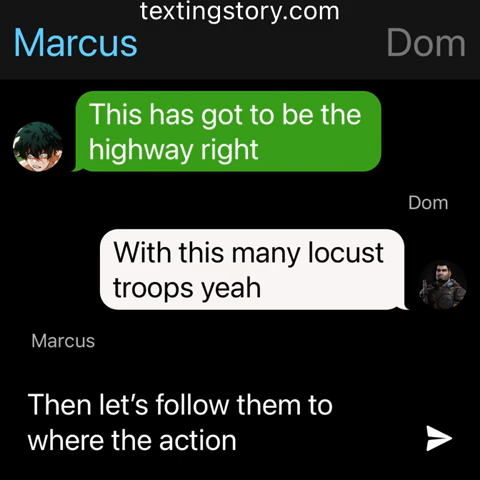 textingstory.com
Marcus
Dom
This has got to be the
highway right
Dom
With this many locust
troops yeah
Marcus
Then let’s follow them to
where the action